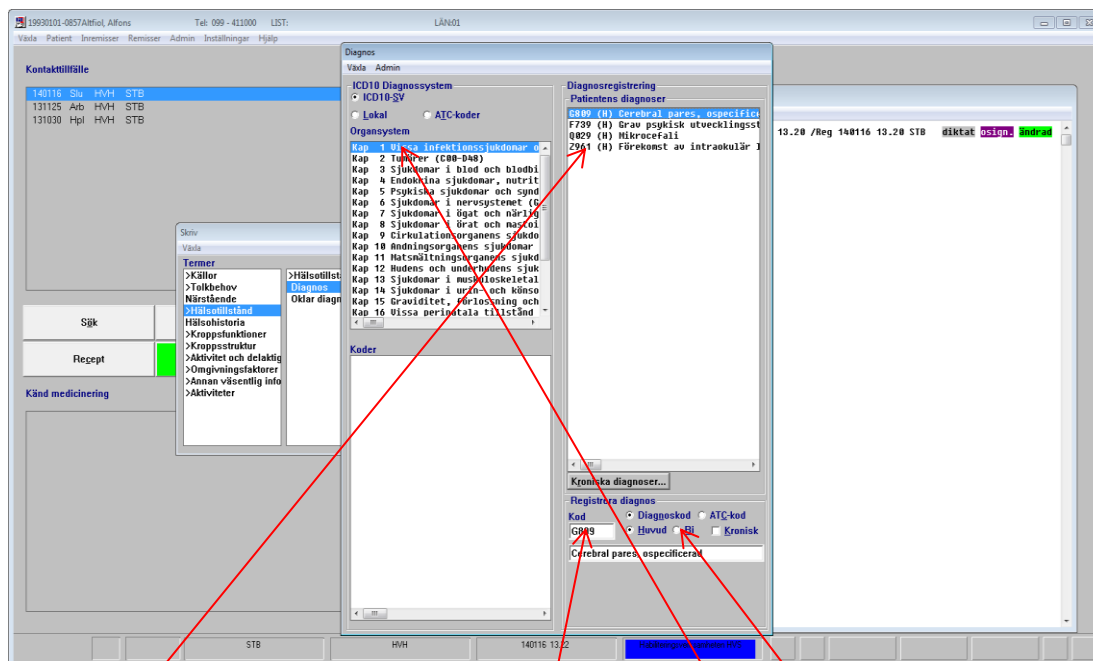 19930101-0857Altfiol, Alfons Tel: 099 - 411000 LIST: LÄN:01
Växla Patient Inremisser Remisser Admin Inställningar Hjälp
Kontakttillfälle
140116 Slu HVH STB
131125 Arb HVH STB
131030 Hpl HVH STB
Sök
Recept
Känd medicinering
Skriv
Växla
Termer
>Källor
>Tolkbehov
Närstående
>Hälsotillstånd
Hälsohistoria
>Kroppsfunktioner
>Kroppsstruktur
>Aktivitet och delaktig
>Omgivningsfaktorer
>Annan väsentlig info
>Aktiviteter
>Hälsotillst
Diagnos
Oklar diagn
Diagnos
Växla Admin
ICD10 Diagnossystem
ICD10-SV
Lokal ATC-koder
Organsystem
Kap 1 Vissa infektionssjukdomar o
Kap 2 Tumörer (C00-D48)
Kap 3 Sjukdomar i blod och blodbi
Kap 4 Endokrina sjukdomar, nutrit
Kap 5 Psykiska sjukdomar och synd
Kap 6 Sjukdomar i nervsystemet (G
Kap 7 Sjukdomar i ögat och närlig
Kap 8 Sjukdomar i örat och mastoi
Kap 9 Cirkulationsorganens sjukdo
Kap 10 Andningsorganens sjukdomar
Kap 11 Matsmältningsorganens sjukd
Kap 12 Hudens och underhudens sjuk
Kap 13 Sjukdomar i muskuloskeletal
Kap 14 Sjukdomar i urin- och könso
Kap 15 Graviditet, förlossning och
Kap 16 Vissa perinatala tillstånd
Koder
Diagnosregistrering
Patientens diagnoser
G809 (H) Cerebral pares, ospecific
F739 (H) Grav psykisk utvecklingsst
Q029 (H) Mikrocefali
Z961 (H) Förekomst av intraokulär l
Kroniska diagnoser...
Registrera diagnos
Kod Diagnoskod ATC-kod
G809 Huvud Bi Kronisk
Cerebral pares, ospecificerad
13.20 /Reg 140116 13.20 STB diktat osign. ändrad
STB HVH 140116 13.22